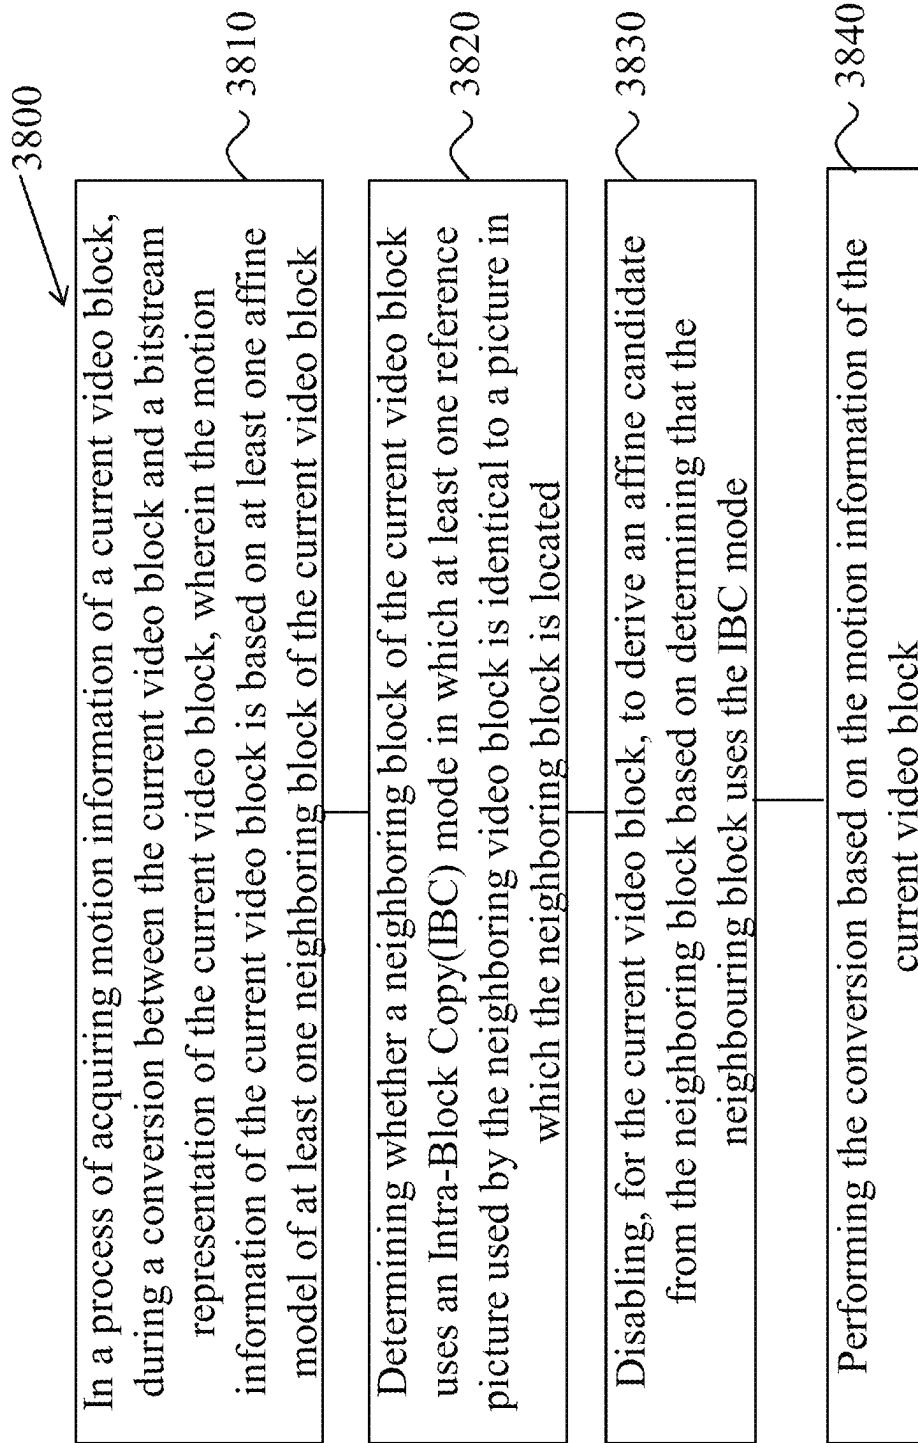 3800
In a process of acquiring motion information of a current video block,
during a conversion between the current video block and a bitstream
representation of the current video block, wherein the motion
information of the current video block is based on at least one affine
model of at least one neighboring block of the current video block
3810
Determining whether a neighboring block of the current video block
uses an Intra-Block Copy(IBC) mode in which at least one reference
picture used by the neighboring video block is identical to a picture in
which the neighboring block is located
3820
Disabling, for the current video block, to derive an affine candidate
from the neighboring block based on determining that the
neighbouring block uses the IBC mode
3830
Performing the conversion based on the motion information of the
current video block
3840